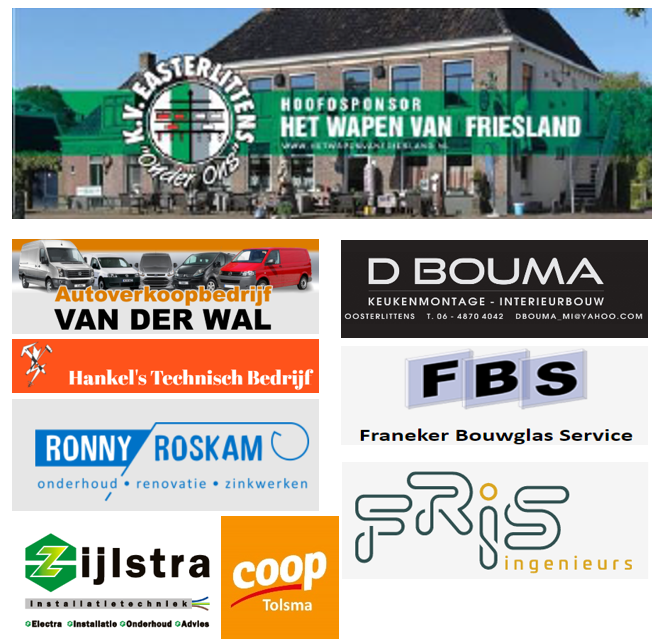 K.V. EASTERLITTENS
"Onder Ons"
HOOFDSPONSOR
HET WAPEN VAN FRIESLAND
WWW.HETWAPENVANFRIESLAND.NL
Autoverkoopbedrijf
VAN DER WAL
D BOUMA
KEUKENMONTAGE - INTERIEURBOUW
OOSTERLITTENS T. 06 - 4870 4042 DBOUMA_MI@YAHOO.COM
Hankel's Technisch Bedrijf
FBS
Franeker Bouwglas Service
RONNY ROSKAM
onderhoud • renovatie • zinkwerken
FRIS
ingenieurs
Zijlstra
Installatietechniek
Electra Installatie Onderhoud Advies
coop
Tolsma